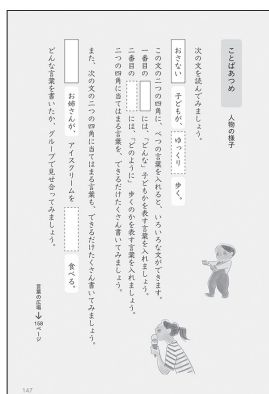 ことばあつめ　人物の様子
次の文を読んでみましょう。
おさない　子どもが、ゆっくり　歩く。
この文の二つの四角に、べつの言葉を入れると、いろいろな文ができます。
一番目の　には、「どんな」子どもかを表す言葉を入れましょう。
二番目の　には、「どのように」歩くのかを表す言葉を入れましょう。
二つの四角に当てはまる言葉を、できるだけたくさん書いてみましょう。
また、次の文の二つの四角に当てはまる言葉も、できるだけたくさん書いてみましょう。
お姉さんが、アイスクリームを　食べる。
どんな言葉を書いたか、グループで見せ合ってみましょう。
言葉の広場→158ページ
147